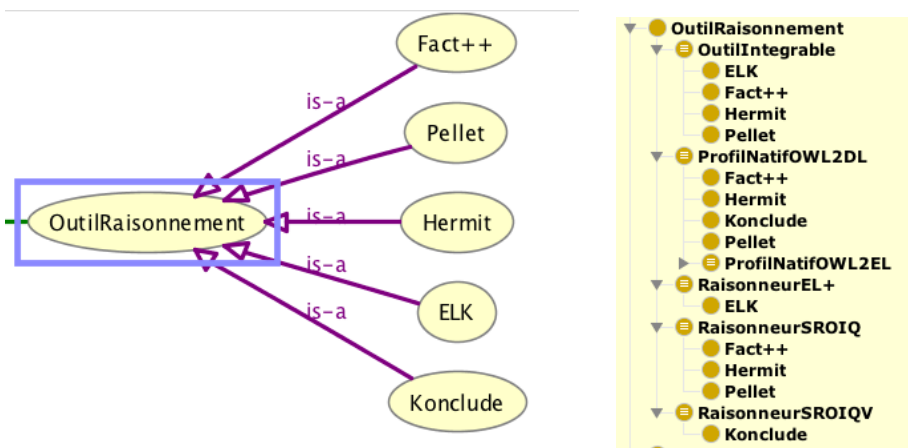 Fact++
is-a
Pellet
is-a
OutilRaisonnement
is-a
Hermit
is-a
ELK
is-a
Konclude
OutilRaisonnement
OutilIntegrable
ELK
Fact++
Hermit
Pellet
ProfilNatifOWL2DL
Fact++
Hermit
Konclude
Pellet
ProfilNatifOWL2EL
RaisonneurEL+
ELK
RaisonneurSROIQ
Fact++
Hermit
Pellet
RaisonneurSROIQV
Konclude